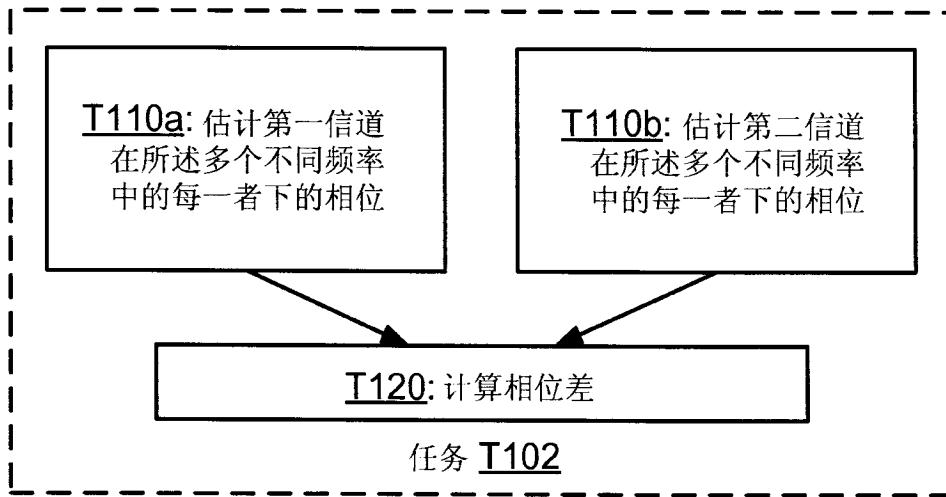 T110a: 估计第一信道
在所述多个不同频率
中的每一者下的相位
T110b: 估计第二信道
在所述多个不同频率
中的每一者下的相位
T120: 计算相位差
任务 T102